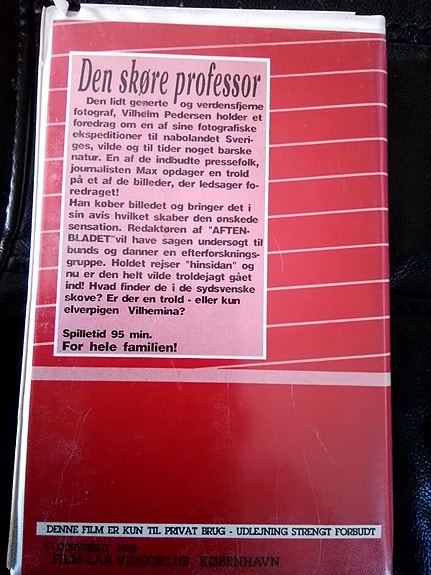 Den skøre professor
Den lidt generte og verdensfjerne
fotograf, Vilhelm Pedersen holder et
foredrag om en af sine fotografiske
ekspeditioner til nabolandet Sveri-
ges, vilde og til tider noget barske
natur. En af de indbudte pressefolk,
journalisten Max opdager en trold
på et af de billeder, der ledsager fo-
redraget!
Han køber billedet og bringer det i
sin avis hvilket skaber den ønskede
sensation. Redaktøren af "AFTEN-
BLADET"vil have sagen undersøgt til
bunds og danner en efterforsknings-
gruppe. Holdet rejser "hinsidan" og
nu er den helt vilde troldejagt gået
ind! Hvad finder de i de sydsvenske
skove? Er der en trold - eller kun
elverpigen Vilhemina?
Spilletid 95 min.
For hele familien!
DENNE FILM ER KUN TIL PRIVAT BRUG - UDLEJNING STRENGT FORBUDT
COPYRIGHT
FILM-LAB VIDEOKLUB KØBENHAVN